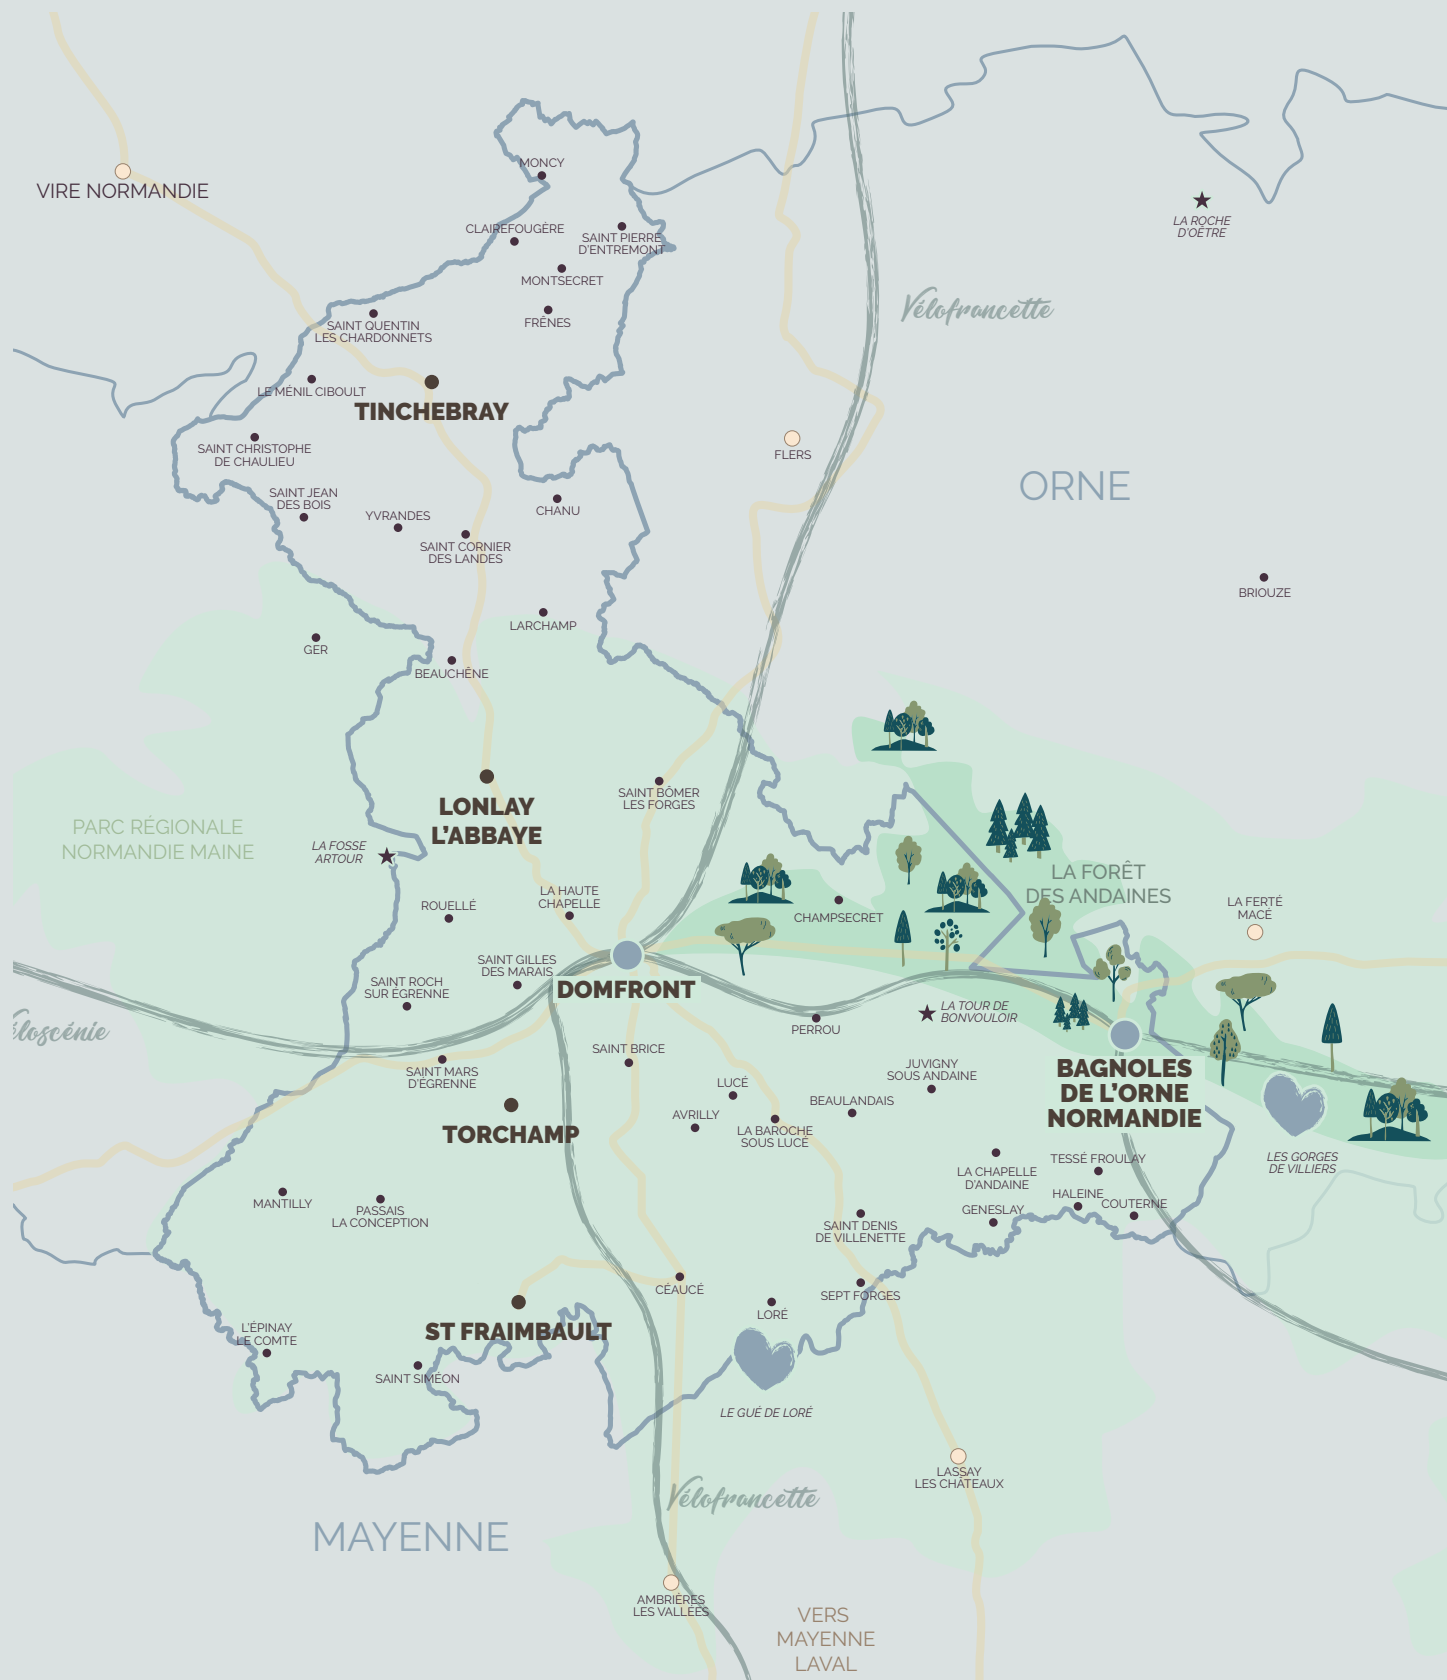 MONCY
VIRE NORMANDIE
CLAIREFOUGÈRE
SAINT PIERRE
D'ENTREMONT
LA ROCHE
D'OËTRE
MONTSECRET
Vélofrancette
FRÊNES
SAINT QUENTIN
LES CHARDONNETS
LE MÉNIL CIBOULT
TINCHEBRAY
SAINT CHRISTOPHE
DE CHAULIEU
FLERS
ORNE
SAINT JEAN
DES BOIS
YVRANDES
CHANU
SAINT CORNIER
DES LANDES
BRIOUZE
LARCHAMP
GER
BEAUCHÊNE
SAINT BÔMER
LES FORGES
LONLAY
L'ABBAYE
PARC RÉGIONALE
NORMANDIE MAINE
LA FOSSE
ARTOUR
LA FORÊT
DES ANDAINES
LA HAUTE
CHAPELLE
ROUELLÉ
CHAMPSECRET
LA FERTÉ
MACÉ
SAINT GILLES
DES MARAIS
SAINT ROCH
SUR ÉGRENNE
DOMFRONT
LA TOUR DE
BONVOULOIR
éloscénie
PERROU
SAINT BRICE
SAINT MARS
D'ÉGRENNE
JUVIGNY
SOUS ANDAINE
BAGNOLES
DE L'ORNE
NORMANDIE
LUCÉ
BEAULANDAIS
AVRILLY
LA BAROCHE
SOUS LUCÉ
TORCHAMP
LES GORGES
DE VILLIERS
TESSÉ FROULAY
LA CHAPELLE
D'ANDAINE
MANTILLY
PASSAIS
LA CONCEPTION
HALEINE
COUTERNE
GENESLAY
SAINT DENIS
DE VILLENETTE
CÉAUCÉ
SEPT FORGES
LORÉ
ST FRAIMBAULT
L'ÉPINAY
LE COMTE
SAINT SIMÉON
LE GUÉ DE LORÉ
LASSAY
LES CHÂTEAUX
Vélofrancette
MAYENNE
AMBRIÈRES
LES VALLÉES
VERS
MAYENNE
LAVAL